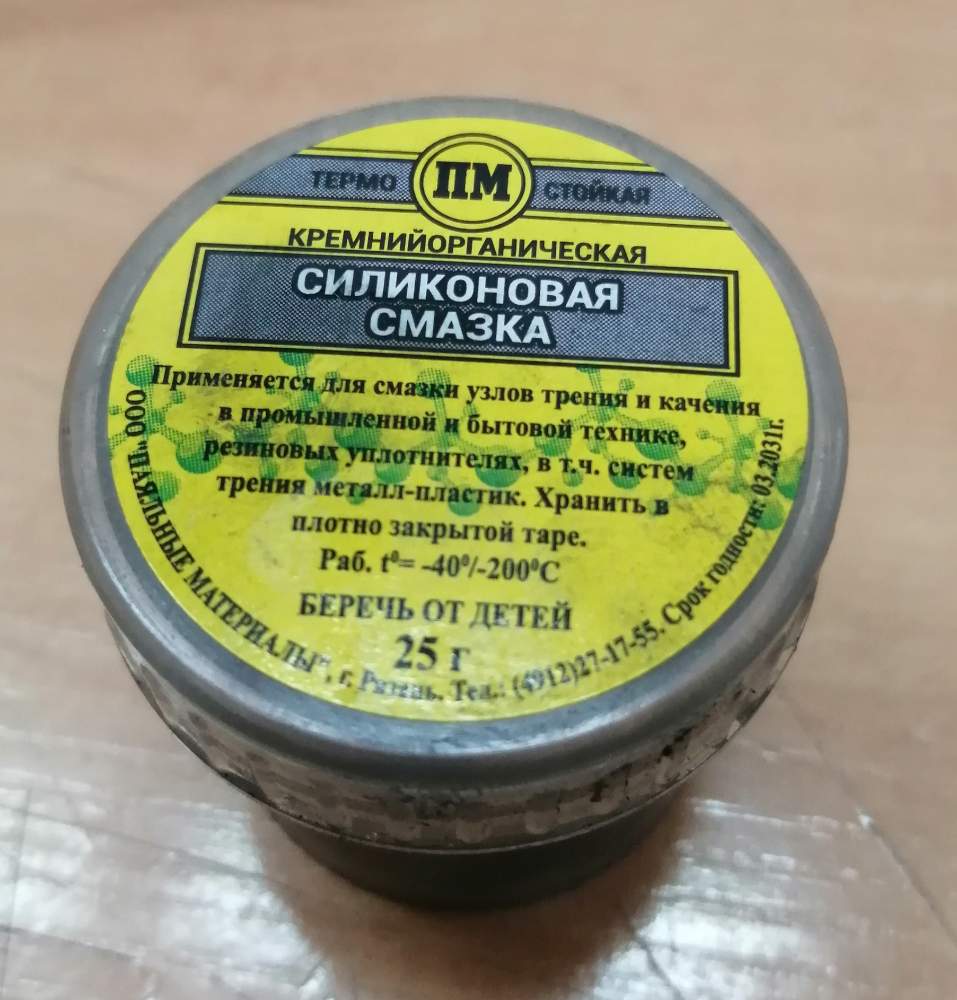 ТЕРМО ПМ СТОЙКАЯ
КРЕМНИЙОРГАНИЧЕСКАЯ
СИЛИКОНОВАЯ
СМАЗКА
Применяется для смазки узлов трения и качения
в промышленной и бытовой технике,
резиновых уплотнителях, в т.ч. систем
трения металл-пластик. Хранить в
плотно закрытой таре.
Раб. t⁰= -40⁰/-200⁰С
БЕРЕЧЬ ОТ ДЕТЕЙ
25 г
ООО "ПАЯЛЬНЫЕ МАТЕРИАЛЫ", г. Рязань. Тел.: (4912)27-17-55. Срок годности: 03.2031г.